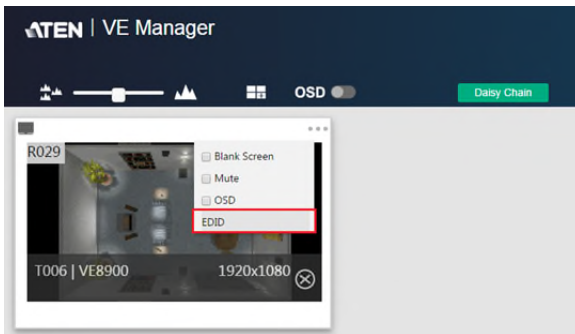 ATEN | VE Manager
OSD
Daisy Chain
R029
Blank Screen
Mute
OSD
EDID
T006 | VE8900 1920x1080